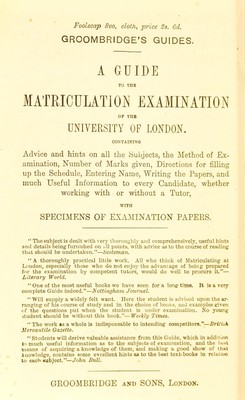 Foolscap 8vo, cloth, price 2s. 6d.
GROOMBRIDGE'S GUIDES.
A GUIDE
TO THE
MATRICULATION EXAMINATION
OF THE
UNIVERSITY OF LONDON.
CONTAINING
Advice and hints on all the Subjects, the Method of Ex-
amination, Number of Marks given, Directions for filling
up the Schedule, Entering Name, Writing the Papers, and
much Useful Information to every Candidate, whether
working with or without a Tutor,
WITH
SPECIMENS OF EXAMINATION PAPERS.
"The subject is dealt with very thoroughly and comprehensively, useful hints
and details being furnished on all points, with advice as to the course of reading
that should be undertaken."—Scotsman.
"A thorough practical little work. All who think of Matriculating at
London, especially those who do not enjoy the advantage of being prepared
for the examination by competent tutors, would do well to procure it."—
Literary World.
"One of the most useful books we have seen for a long time. It is a very
complete Guide indeed."—Nottingham Journal.
"Will supply a widely felt want. Here the student is advised upon the ar-
ranging of his course of study and in the choice of books, and examples given
of the questions put when the student is under examination. No young
student should be without this book."—Weekly Times.
"The work as a whole is indispensable to intending competitors."—British
Mercantile Gazette.
"Students will derive valuable assistance from this Guide, which in addition
to much useful information as to the subjects of examination, and the best
means of acquiring a knowledge of them, and making a good show of that
knowledge, contains some excellent hints as to the best text-books in relation
to each subject."—John Bull.
GROOMBRIDGE AND SONS, LONDON.